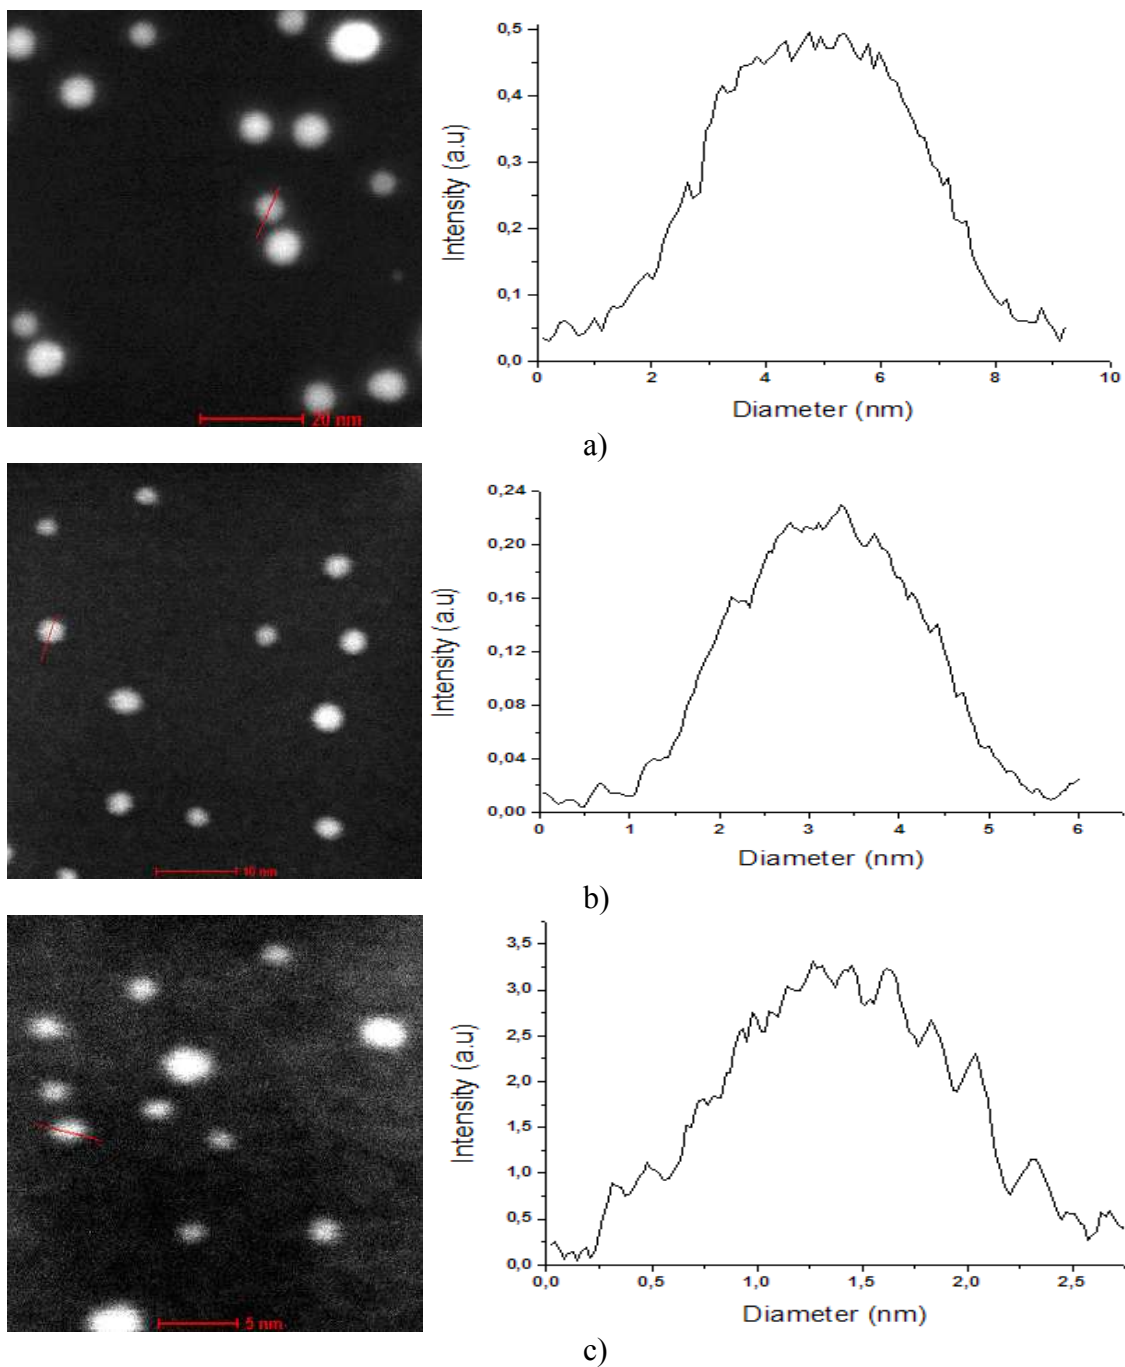 20 nm
0,5
0,4
0,3
0,2
0,1
0,0
Intensity (a.u)
0 2 4 6 8 10
Diameter (nm)
a)
10 nm
0,24
0,20
0,16
0,12
0,08
0,04
0,00
Intensity (a.u)
0 1 2 3 4 5 6
Diameter (nm)
b)
5 nm
3,5
3,0
2,5
2,0
1,5
1,0
0,5
0,0
Intensity (a.u)
0,0 0,5 1,0 1,5 2,0 2,5
Diameter (nm)
c)